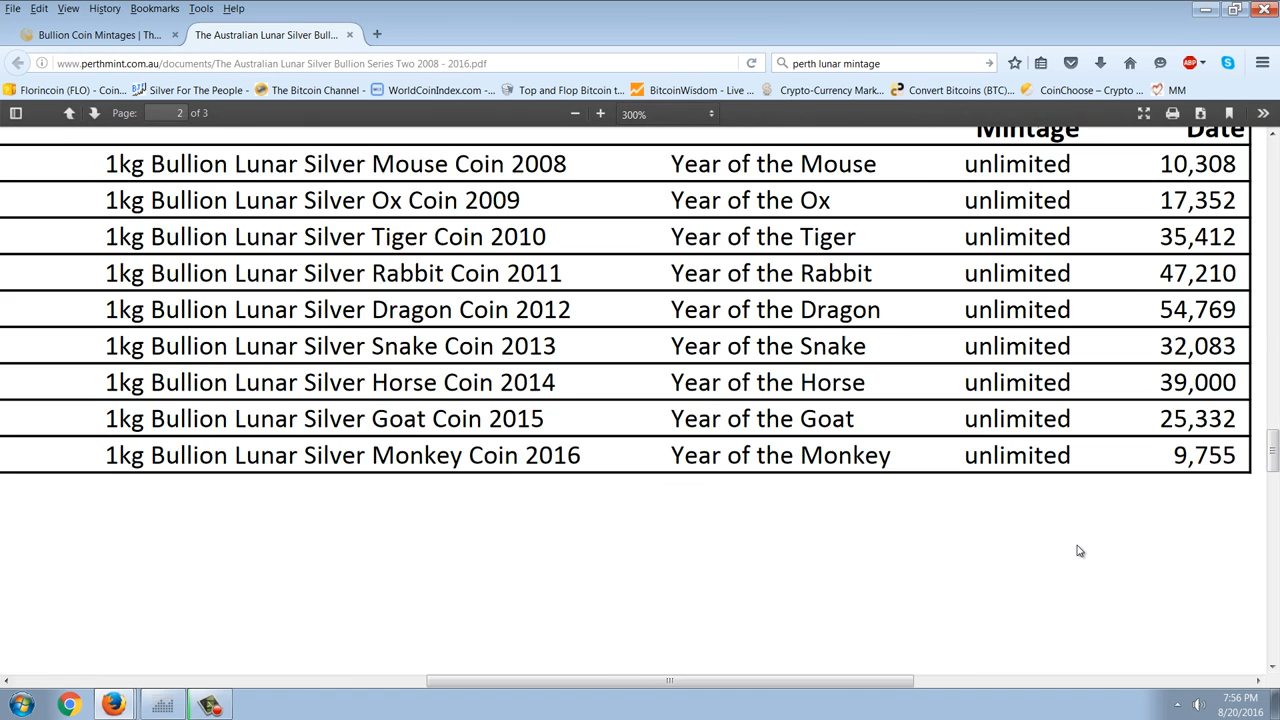 File Edit View History Bookmarks Tools Help
Bullion Coin Mintages | Th... × The Australian Lunar Silver Bull... × +
www.perthmint.com.au/documents/The Australian Lunar Silver Bullion Series Two 2008 - 2016.pdf perth lunar mintage ABP
Florincoin (FLO) - Coin... Silver For The People - ... The Bitcoin Channel - ... WorldCoinIndex.com -... Top and Flop Bitcoin t... BitcoinWisdom - Live ... Crypto-Currency Mark... Convert Bitcoins (BTC)... CoinChoose – Crypto ... MM
Page: 2 of 3 300%
Mintage Date
1kg Bullion Lunar Silver Mouse Coin 2008 Year of the Mouse unlimited 10,308
1kg Bullion Lunar Silver Ox Coin 2009 Year of the Ox unlimited 17,352
1kg Bullion Lunar Silver Tiger Coin 2010 Year of the Tiger unlimited 35,412
1kg Bullion Lunar Silver Rabbit Coin 2011 Year of the Rabbit unlimited 47,210
1kg Bullion Lunar Silver Dragon Coin 2012 Year of the Dragon unlimited 54,769
1kg Bullion Lunar Silver Snake Coin 2013 Year of the Snake unlimited 32,083
1kg Bullion Lunar Silver Horse Coin 2014 Year of the Horse unlimited 39,000
1kg Bullion Lunar Silver Goat Coin 2015 Year of the Goat unlimited 25,332
1kg Bullion Lunar Silver Monkey Coin 2016 Year of the Monkey unlimited 9,755
7:56 PM
8/20/2016